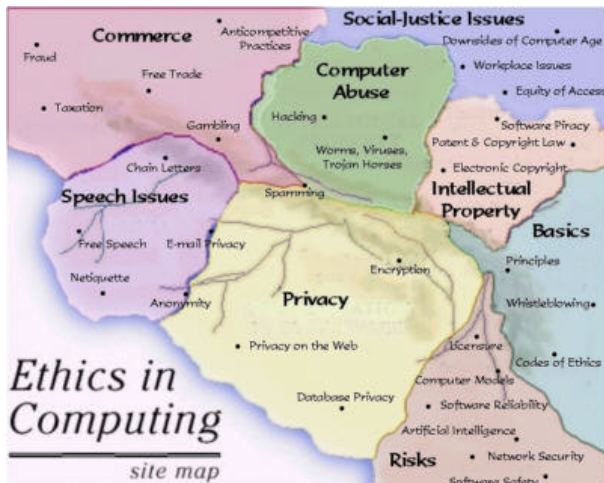 Social-Justice Issues
Commerce
Anticompetitive
Practices
Downsides of Computer Age
Fraud
Workplace Issues
Free Trade
Computer
Abuse
Equity of Access
Taxation
Hacking
Software Piracy
Gambling
Patent & Copyright Law
Worms, Viruses,
Trojan Horses
Chain Letters
Electronic Copyright
Intellectual
Property
Speech Issues
Spamming
Basics
Free Speech
E-mail Privacy
Principles
Encryption
Netiquette
Anonymity
Privacy
Whistleblowing
Licensure
Privacy on the Web
Codes of Ethics
Computer Models
Ethics in
Computing
site map
Database Privacy
Software Reliability
Artificial Intelligence
Risks
Network Security
Software Safety